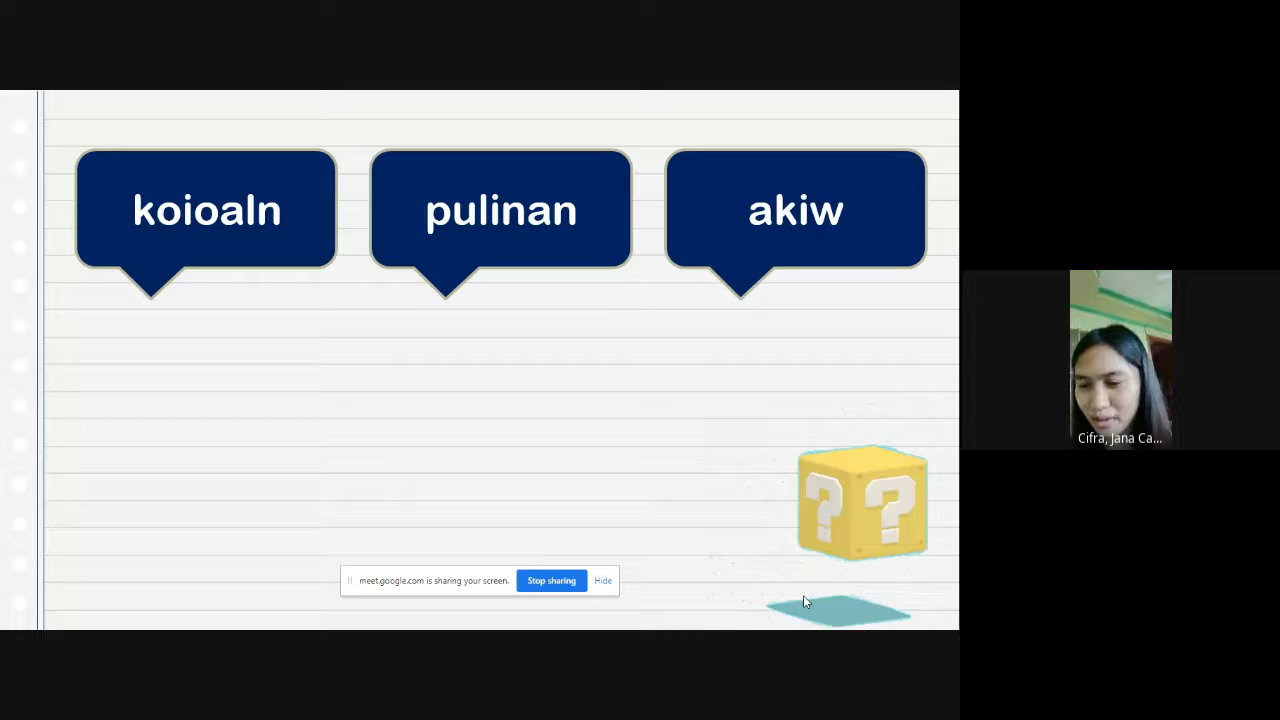 koioaln
pulinan
akiw
? ?
meet.google.com is sharing your screen. Stop sharing Hide
Cifra, Jana Ca...